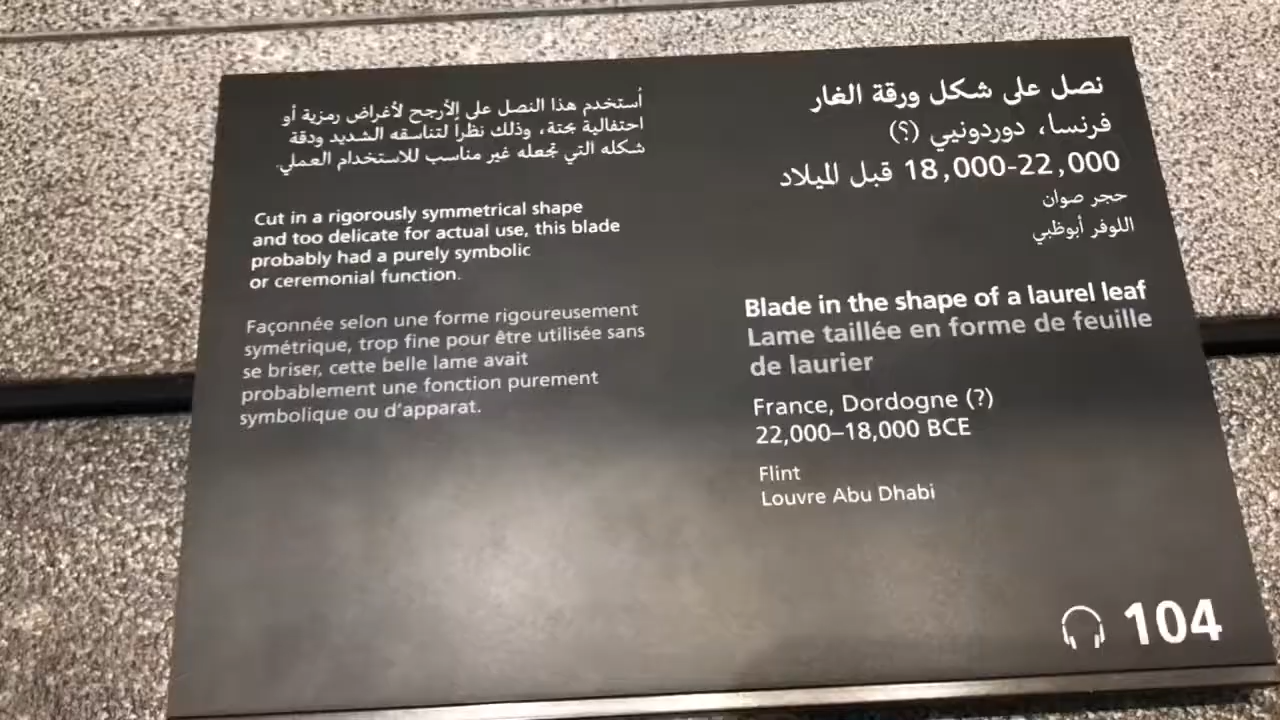 نصل على شكل ورقة الغار
فرنسا، دوردونيي (؟)
18,000-22,000 قبل الميلاد
حجر صوان
اللوفر أبوظبي
Blade in the shape of a laurel leaf
Lame taillée en forme de feuille
de laurier
France, Dordogne (?)
22,000–18,000 BCE
Flint
Louvre Abu Dhabi
أستخدم هذا النصل على الأرجح لأغراض رمزية أو
احتفالية بحتة، وذلك نظراً لتناسقه الشديد ودقة
شكله التي تجعله غير مناسب للاستخدام العملي.
Cut in a rigorously symmetrical shape
and too delicate for actual use, this blade
probably had a purely symbolic
or ceremonial function.
Façonnée selon une forme rigoureusement
symétrique, trop fine pour être utilisée sans
se briser, cette belle lame avait
probablement une fonction purement
symbolique ou d'apparat.
104